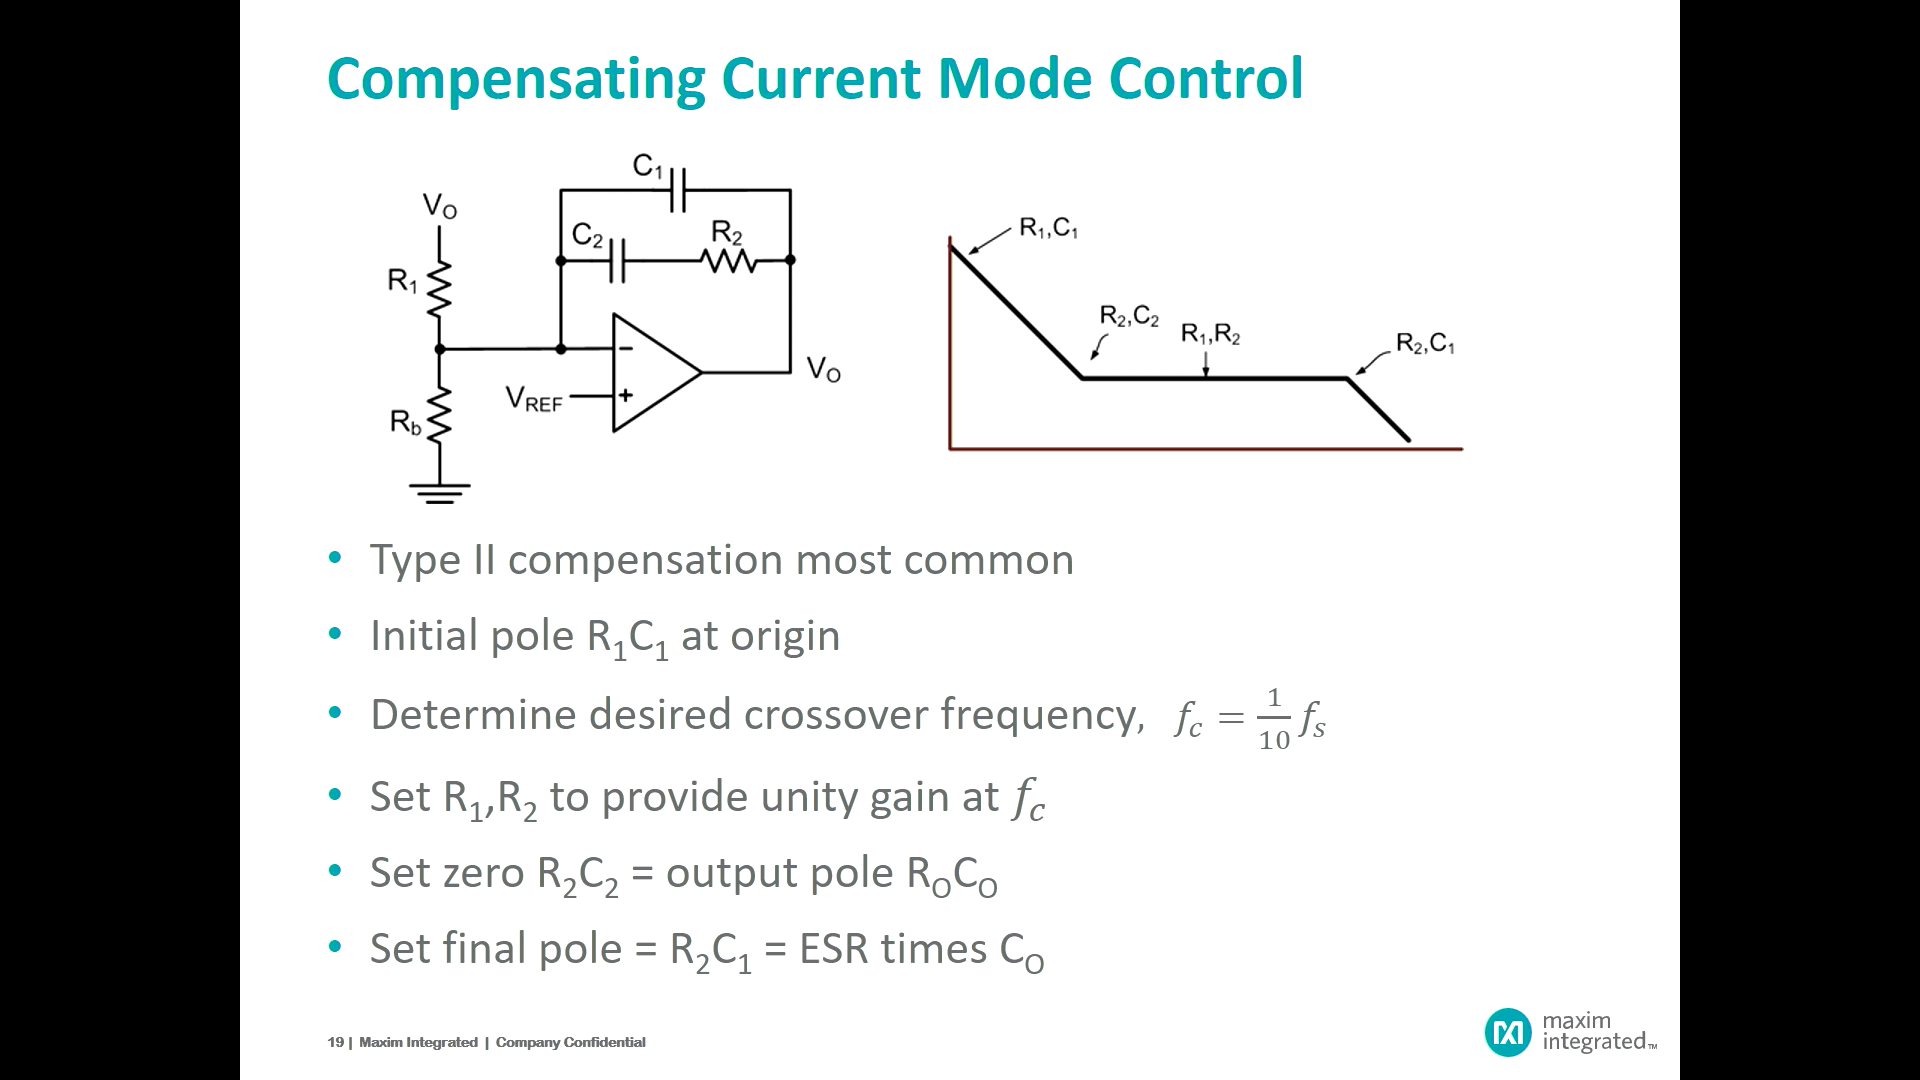 Compensating Current Mode Control
C1
VO
C2
R2
R1
VO
VREF
Rb
−
+
R1,C1
R2,C2
R1,R2
R2,C1
• Type II compensation most common
• Initial pole R1C1 at origin
• Determine desired crossover frequency, fc = 1/10 fs
• Set R1,R2 to provide unity gain at fc
• Set zero R2C2 = output pole ROCO
• Set final pole = R2C1 = ESR times CO
19 | Maxim Integrated | Company Confidential
maxim
integrated™